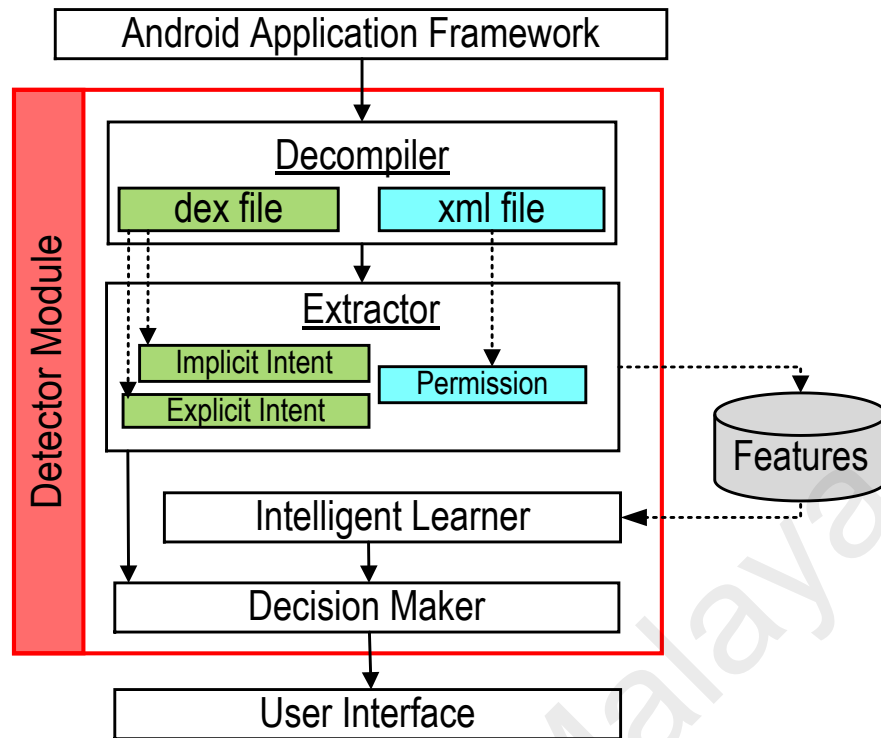 Android Application Framework
Detector Module
Decompiler
dex file
xml file
Extractor
Implicit Intent
Explicit Intent
Permission
Features
Intelligent Learner
Decision Maker
User Interface
Malaya